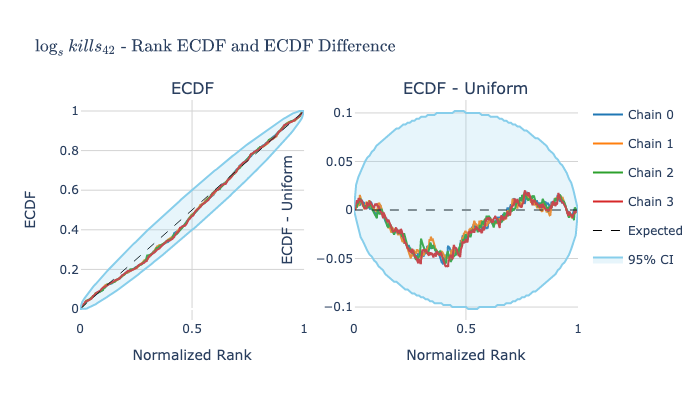 log_s kills_42 - Rank ECDF and ECDF Difference
ECDF
ECDF - Uniform
1
0.8
0.6
0.4
0.2
0
0
0.5
1
ECDF
Normalized Rank
0.1
0.05
0
−0.05
−0.1
0
0.5
1
ECDF - Uniform
Normalized Rank
Chain 0
Chain 1
Chain 2
Chain 3
Expected
95% CI